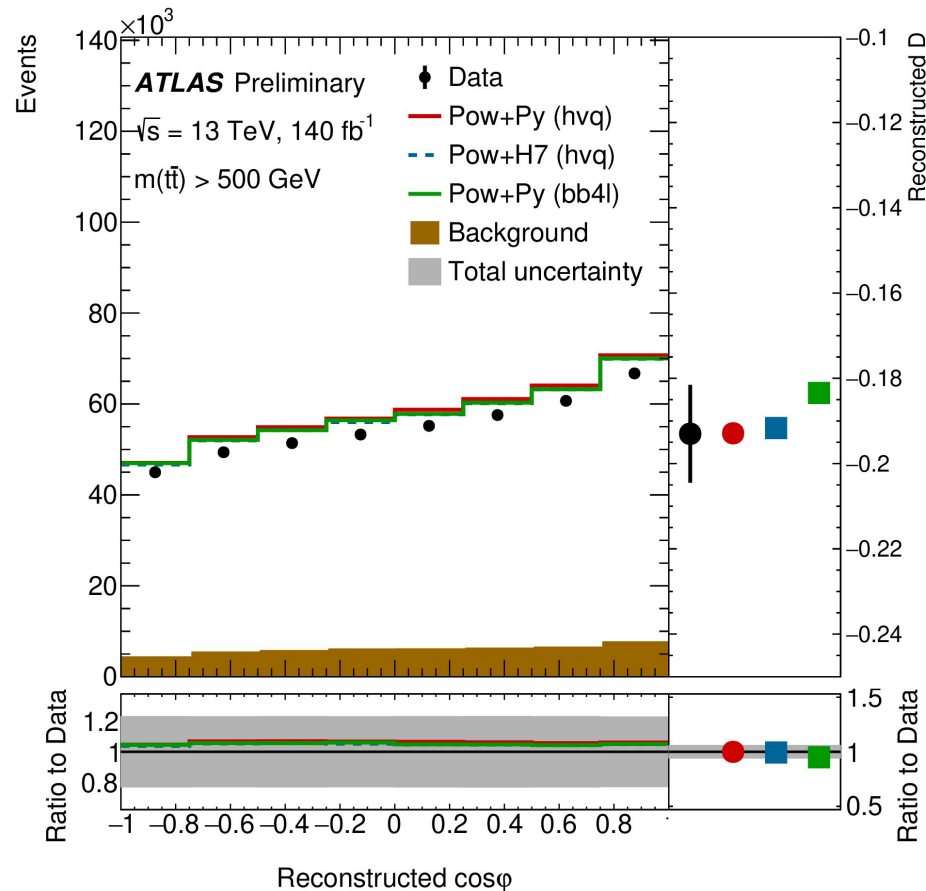 ×10³
Events
140
120
100
80
60
40
20
0
ATLAS Preliminary
√s = 13 TeV, 140 fb⁻¹
m(tt̄) > 500 GeV
Data
Pow+Py (hvq)
Pow+H7 (hvq)
Pow+Py (bb4l)
Background
Total uncertainty
Reconstructed D
−0.1
−0.12
−0.14
−0.16
−0.18
−0.2
−0.22
−0.24
Ratio to Data
1.2
1
0.8
1.5
1
0.5
Ratio to Data
−1 −0.8 −0.6 −0.4 −0.2 0 0.2 0.4 0.6 0.8
Reconstructed cosφ